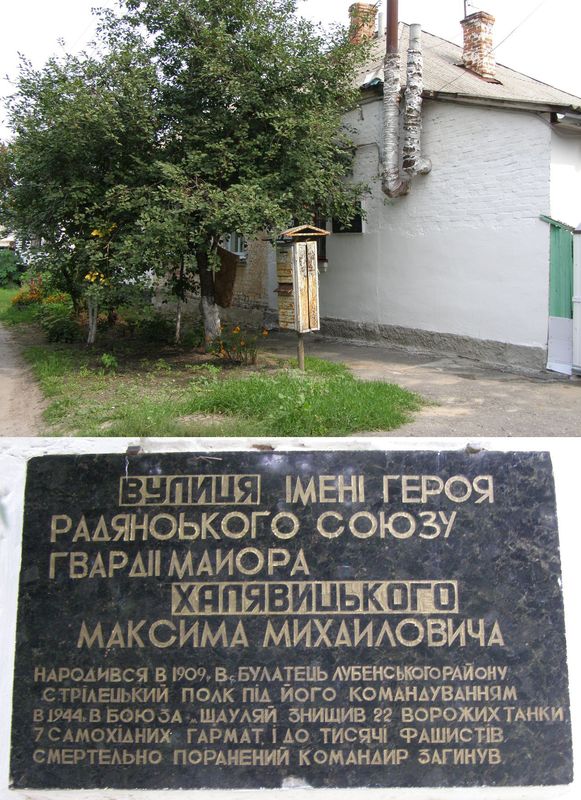 ВУЛИЦЯ ІМЕНІ ГЕРОЯ
РАДЯНОЬКОГО СОЮЗУ
ГВАРДІЇ МАЙОРА
ХАЛЯВИЦЬКОГО
МАКСИМА МИХАИЛОВИЧА
НАРОДИВСЯ В 1909. В с. БУЛАТЕЦЬ ЛУБЕНСЬКОГО РАЙОНУ
СТРІЛЕЦЬКИЙ ПОЛК ПІД ЙОГО КОМАНДУВАННЯМ
В 1944. В БОЮ ЗА м. ШАУЛЯЙ ЗНИЩИВ 22 ВОРОЖИХ ТАНКИ,
7 САМОХІДНИХ ГАРМАТ, І ДО ТИСЯЧІ ФАШИСТІВ.
СМЕРТЕЛЬНО ПОРАНЕНИЙ КОМАНДИР ЗАГИНУВ.